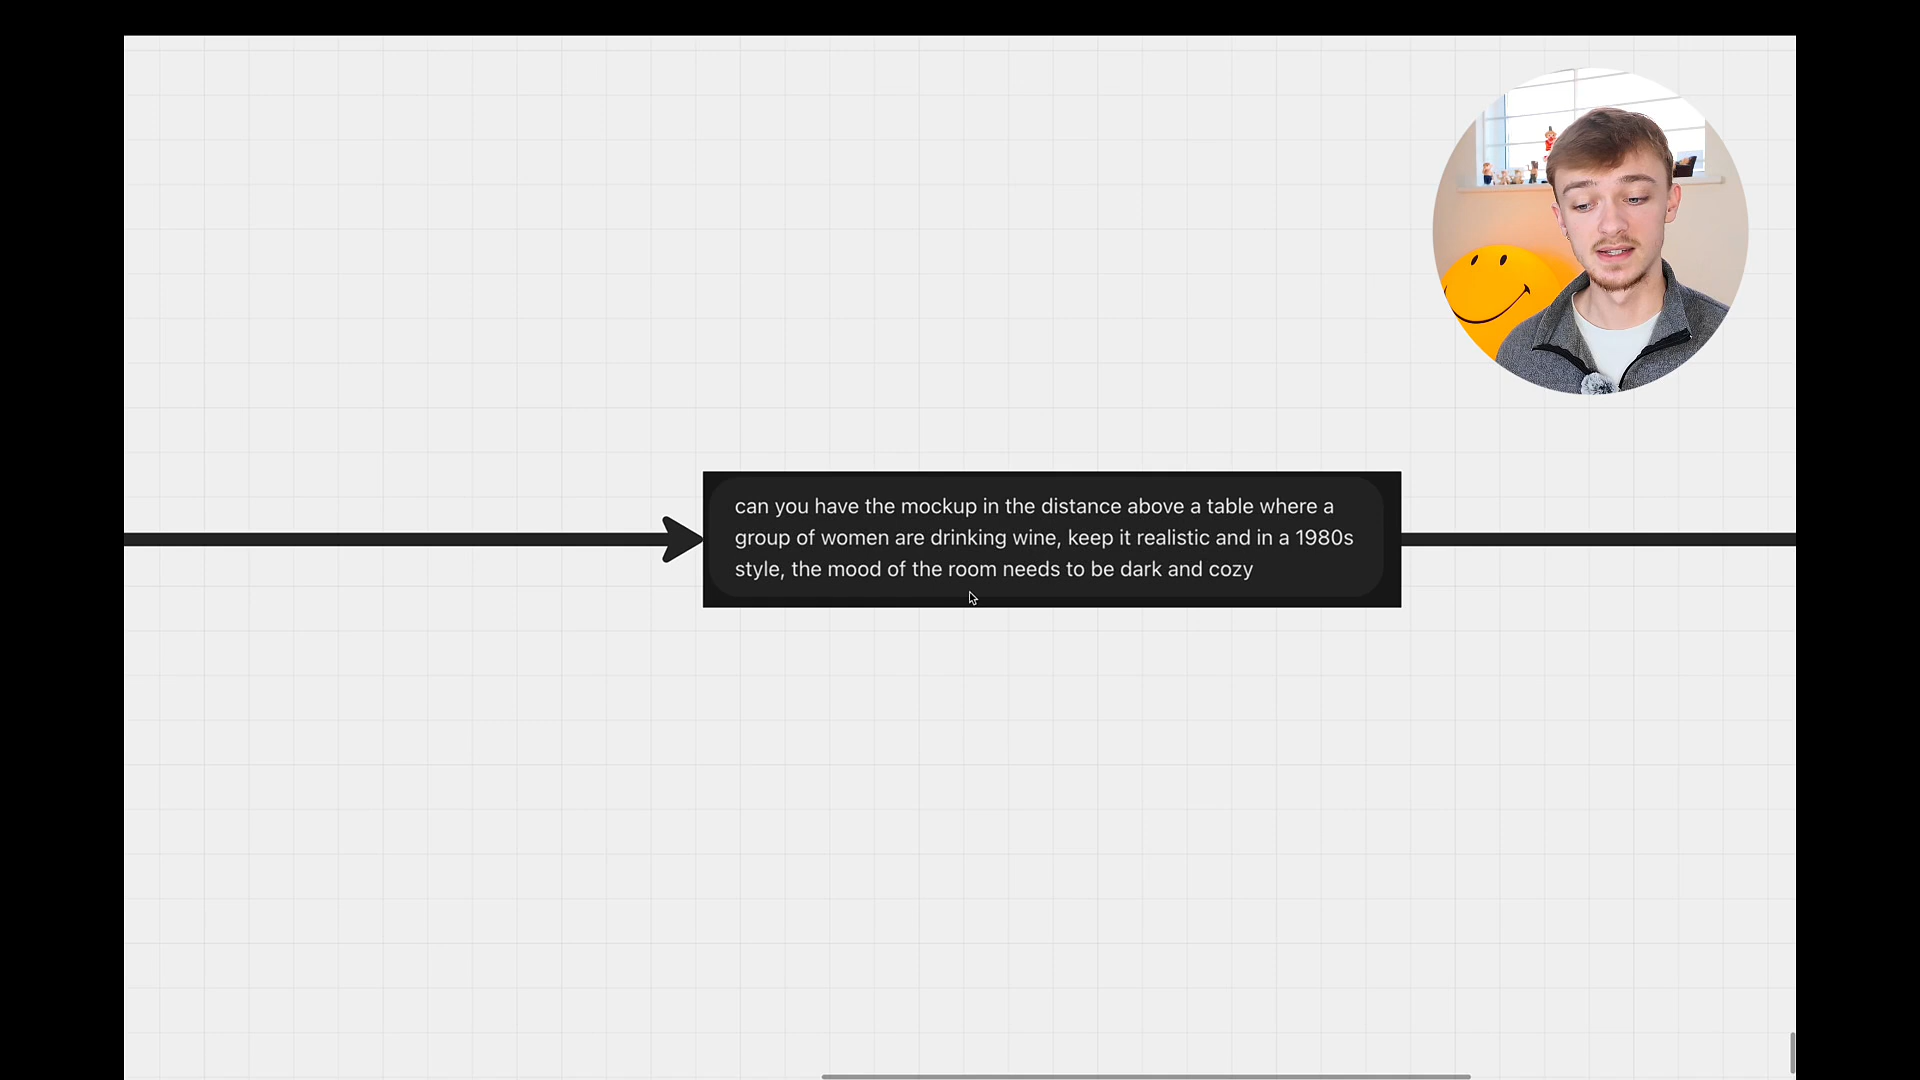 can you have the mockup in the distance above a table where a
group of women are drinking wine, keep it realistic and in a 1980s
style, the mood of the room needs to be dark and cozy